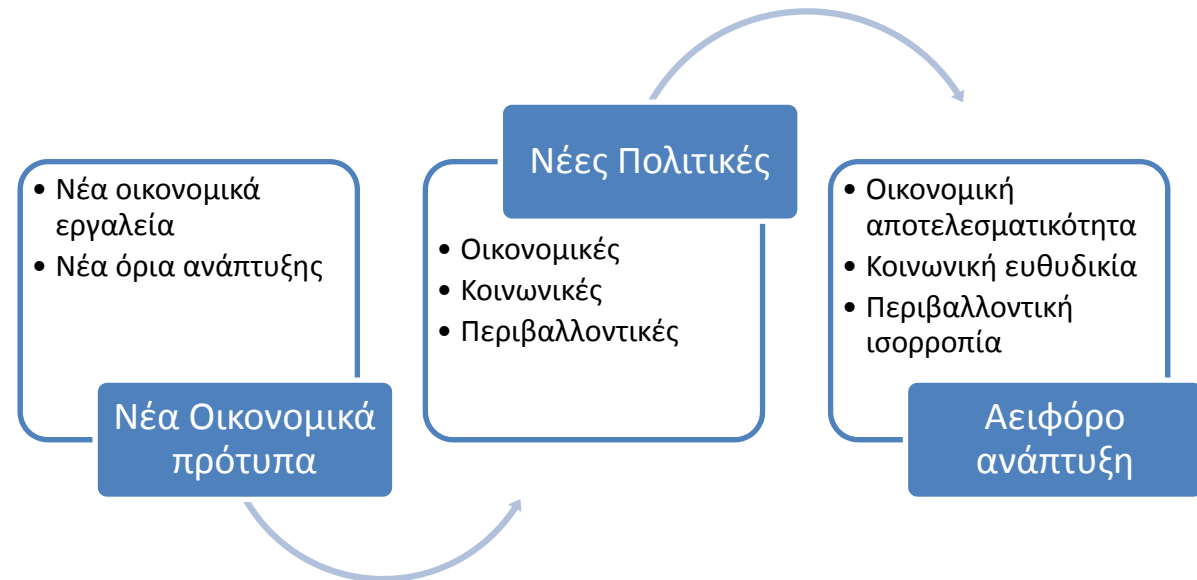 • Νέα οικονομικά
εργαλεία
• Νέα όρια ανάπτυξης
Νέα Οικονομικά
πρότυπα
Νέες Πολιτικές
• Οικονομικές
• Κοινωνικές
• Περιβαλλοντικές
• Οικονομική
αποτελεσματικότητα
• Κοινωνική ευθυδικία
• Περιβαλλοντική
ισορροπία
Αειφόρο
ανάπτυξη